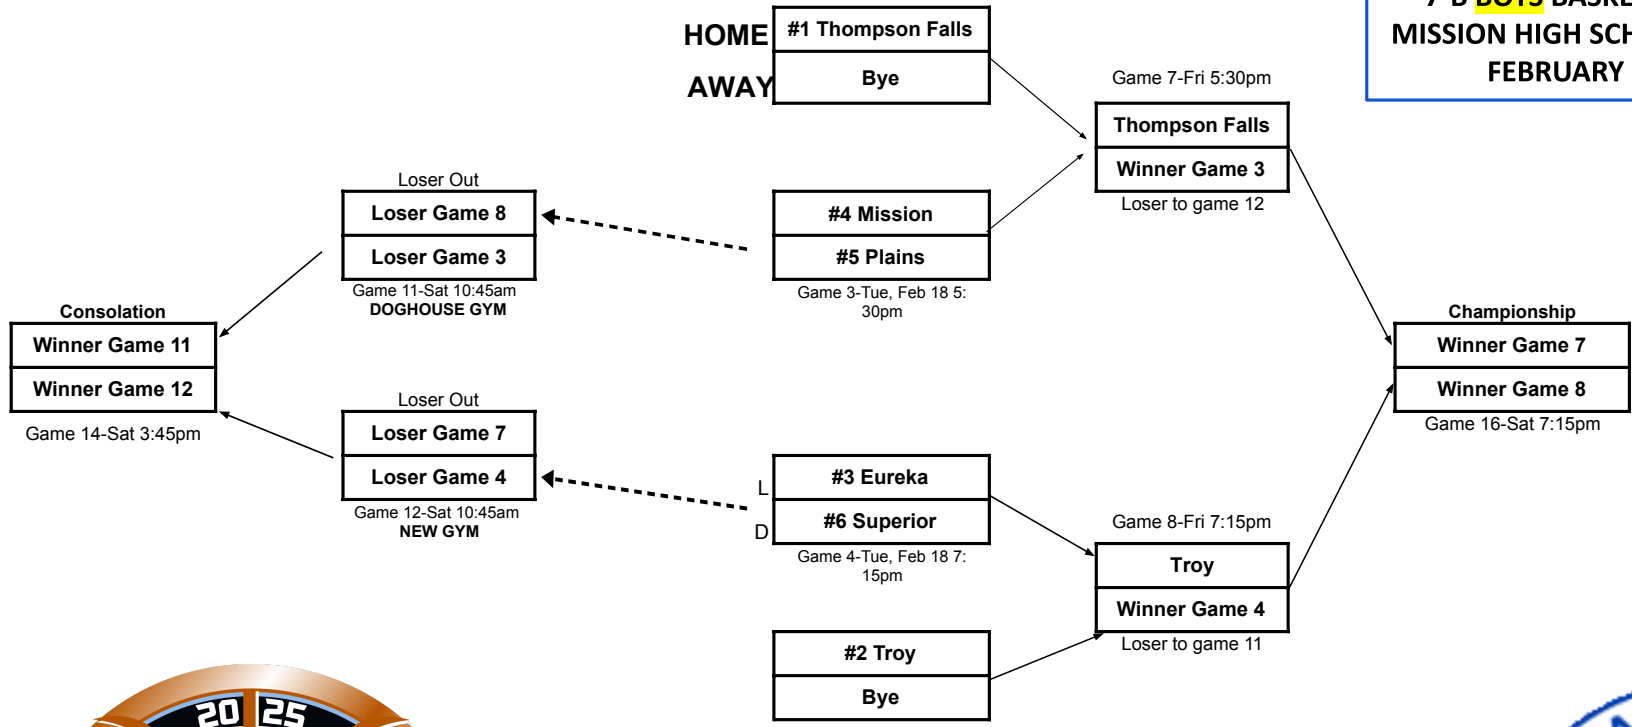 7-B BOYS
MISSION HIGH
FEBRUARY
HOME
#1 Thompson Falls
AWAY
Bye
Game 7-Fri 5:30pm
Thompson Falls
Winner Game 3
Loser to game 12
Loser Out
Loser Game 8
Loser Game 3
Game 11-Sat 10:45am
DOGHOUSE GYM
#4 Mission
#5 Plains
Game 3-Tue, Feb 18 5:
30pm
Consolation
Winner Game 11
Winner Game 12
Game 14-Sat 3:45pm
Championship
Winner Game 7
Winner Game 8
Game 16-Sat 7:15pm
Loser Out
Loser Game 7
Loser Game 4
Game 12-Sat 10:45am
NEW GYM
L
#3 Eureka
D
#6 Superior
Game 4-Tue, Feb 18 7:
15pm
Game 8-Fri 7:15pm
Troy
Winner Game 4
Loser to game 11
#2 Troy
Bye
20 25